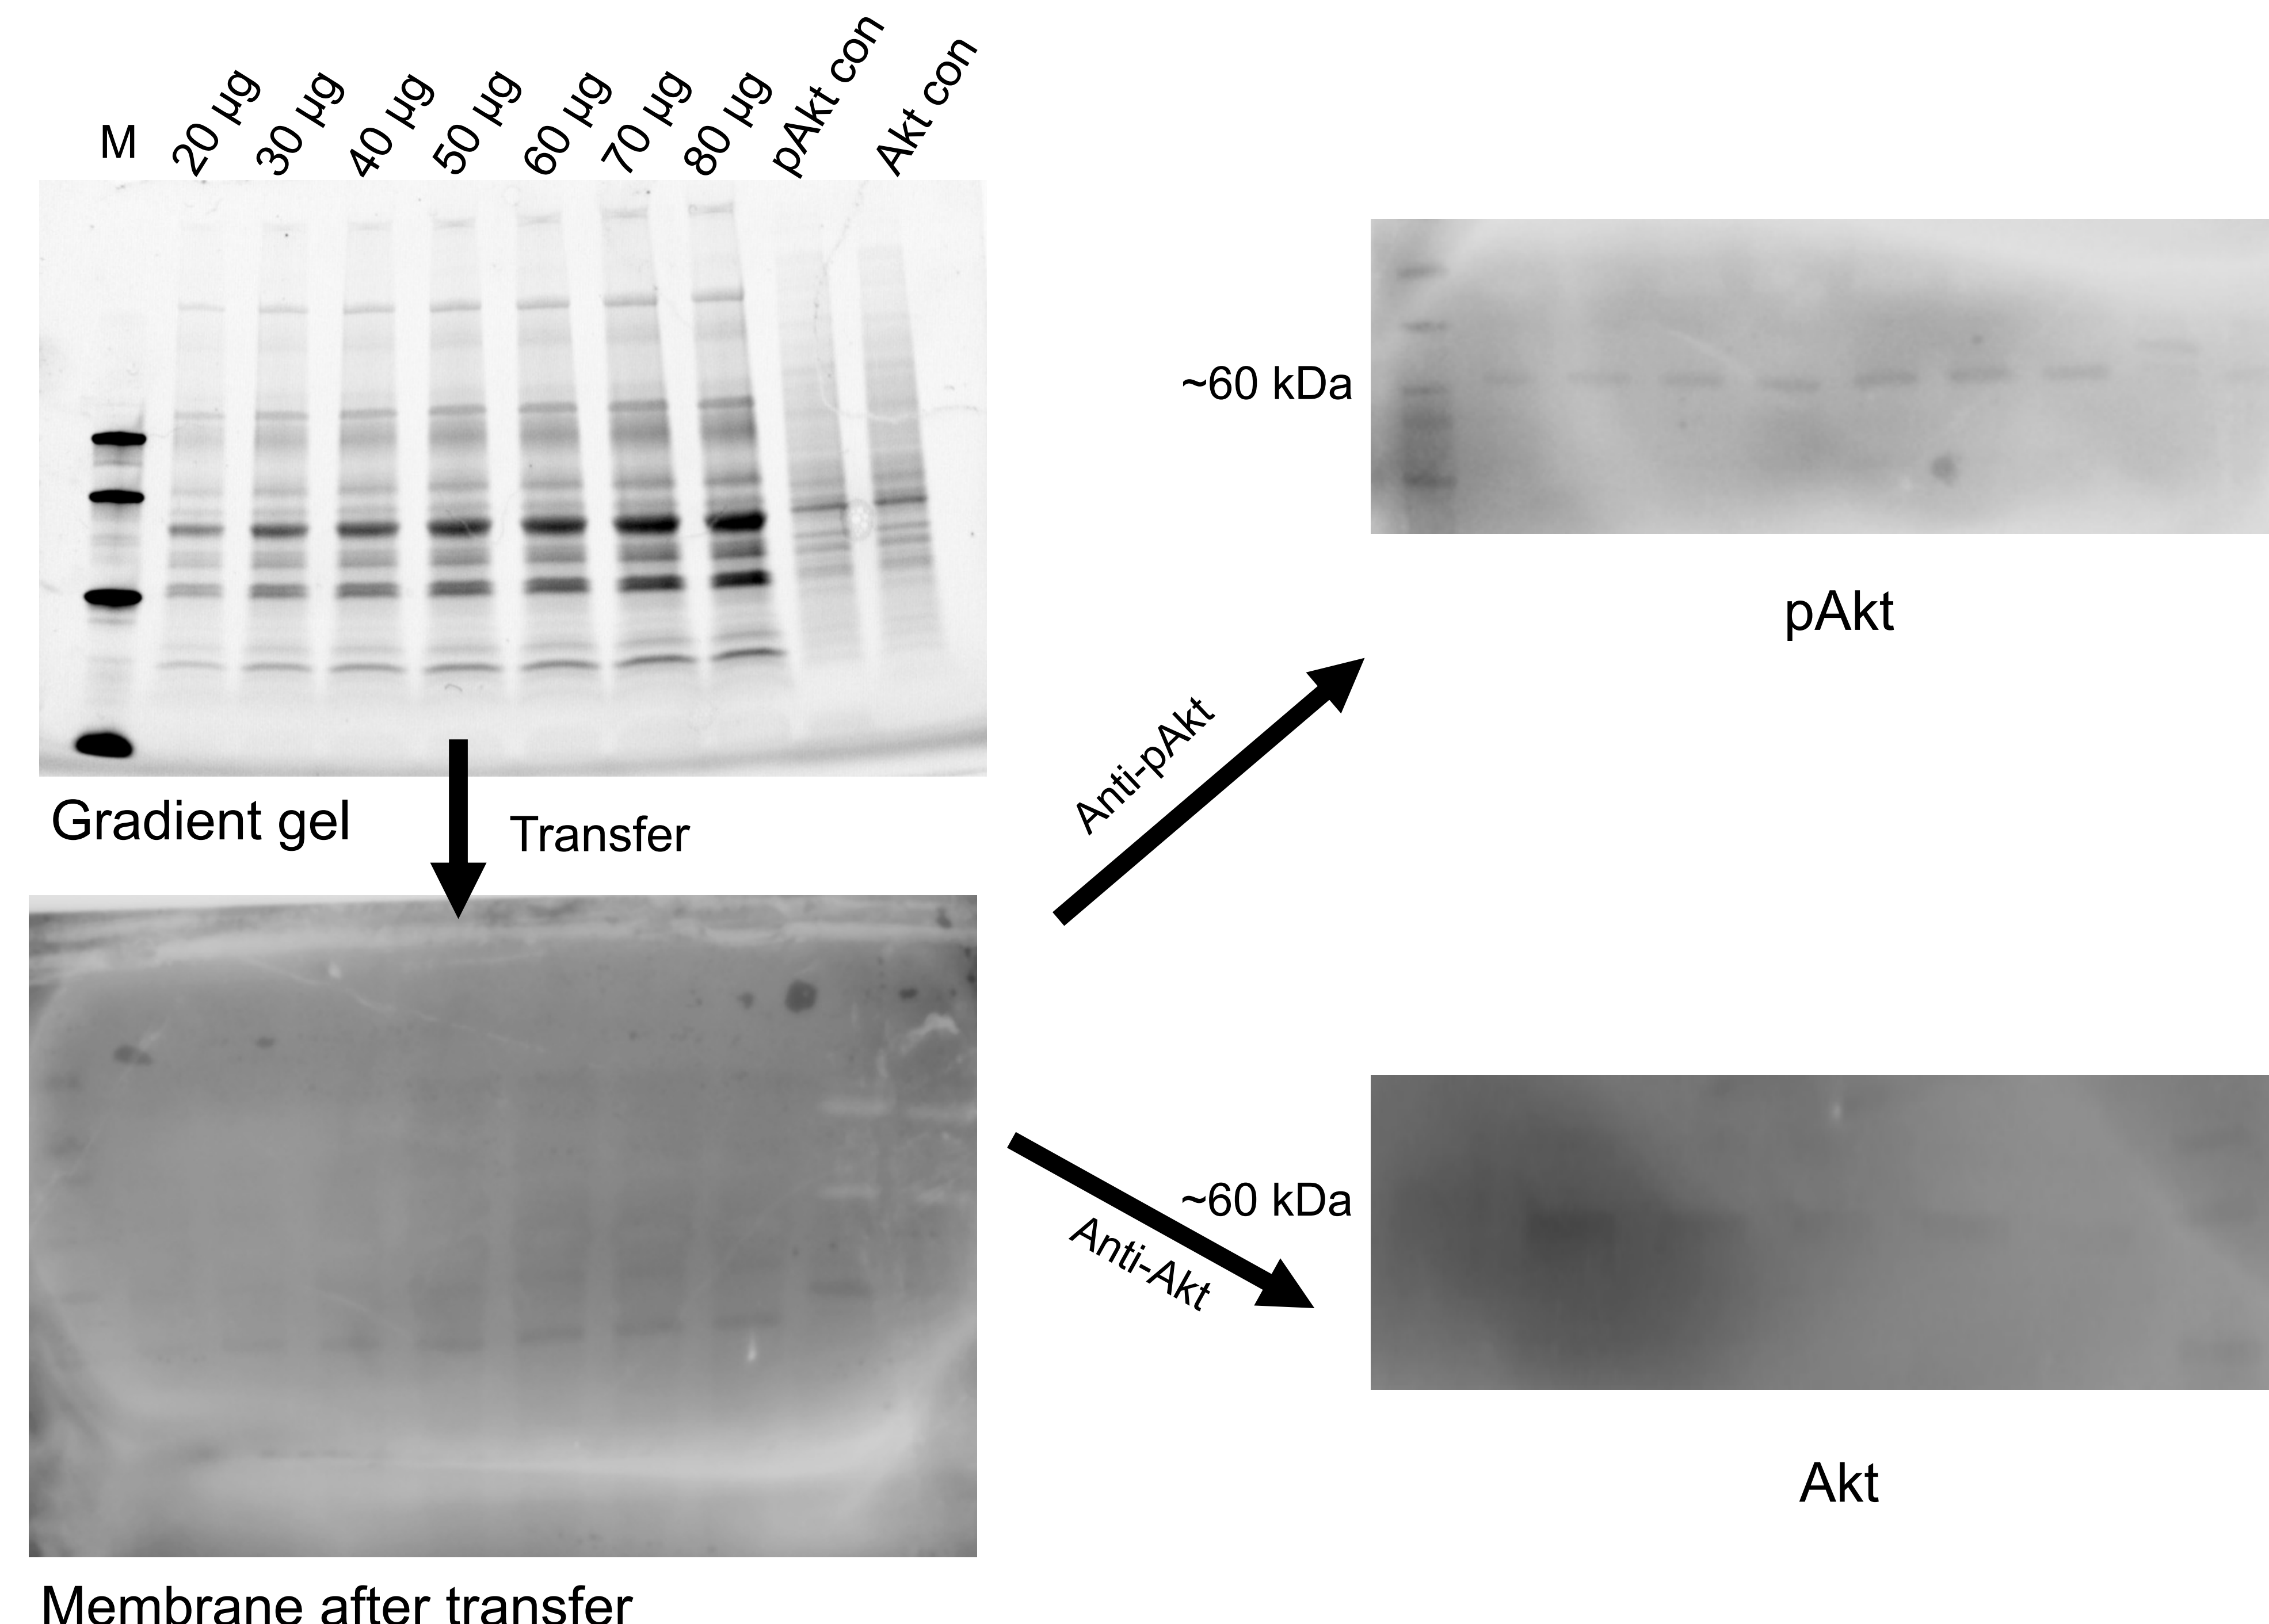 M
20 µg
30 µg
40 µg
50 µg
60 µg
70 µg
80 µg
pAkt con
Akt con
Gradient gel
Transfer
Membrane after transfer
Anti-pAkt
~60 kDa
pAkt
Anti-Akt
~60 kDa
Akt